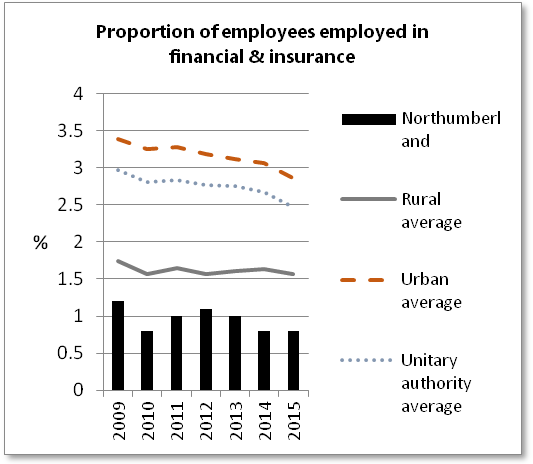 Proportion of employees employed in
financial & insurance
4
3.5
3
2.5
2
1.5
1
0.5
0
%
2009
2010
2011
2012
2013
2014
2015
Northumberl
and
Rural
average
Urban
average
Unitary
authority
average